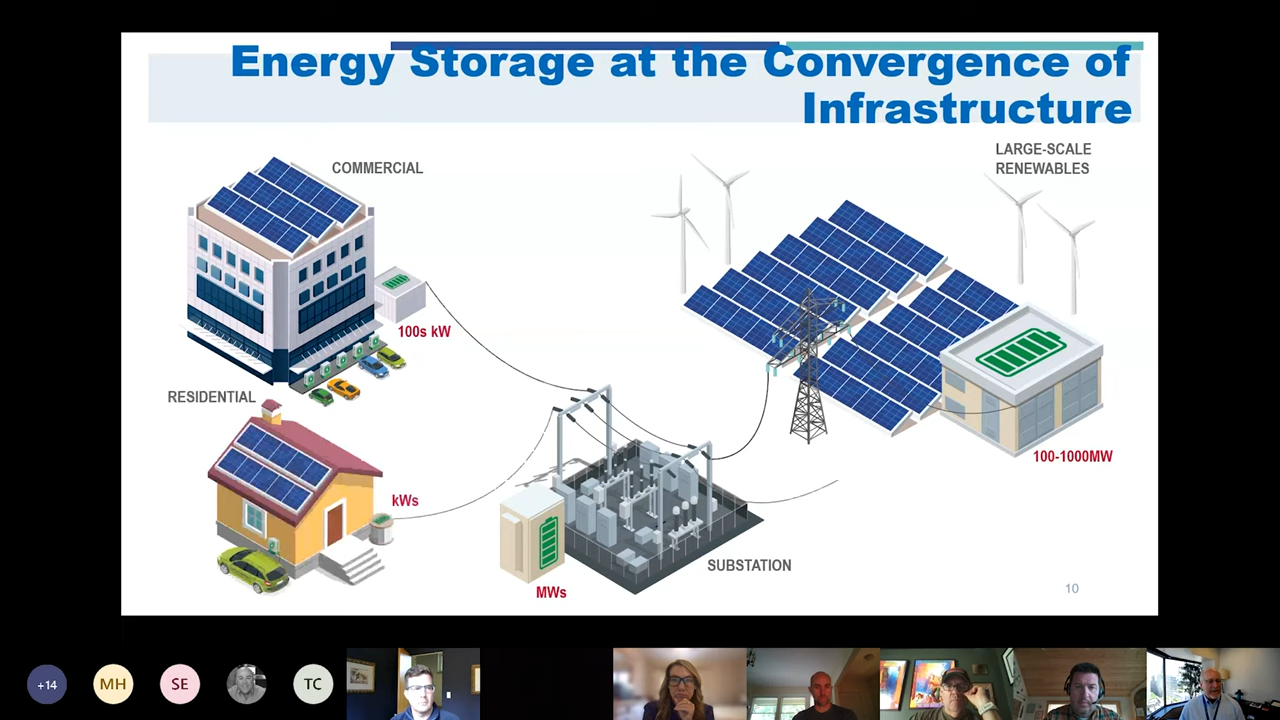 Energy Storage at the Convergence of
Infrastructure
COMMERCIAL
LARGE-SCALE
RENEWABLES
100s kW
RESIDENTIAL
100-1000MW
kWs
SUBSTATION
MWs
10
+14
MH
SE
TC